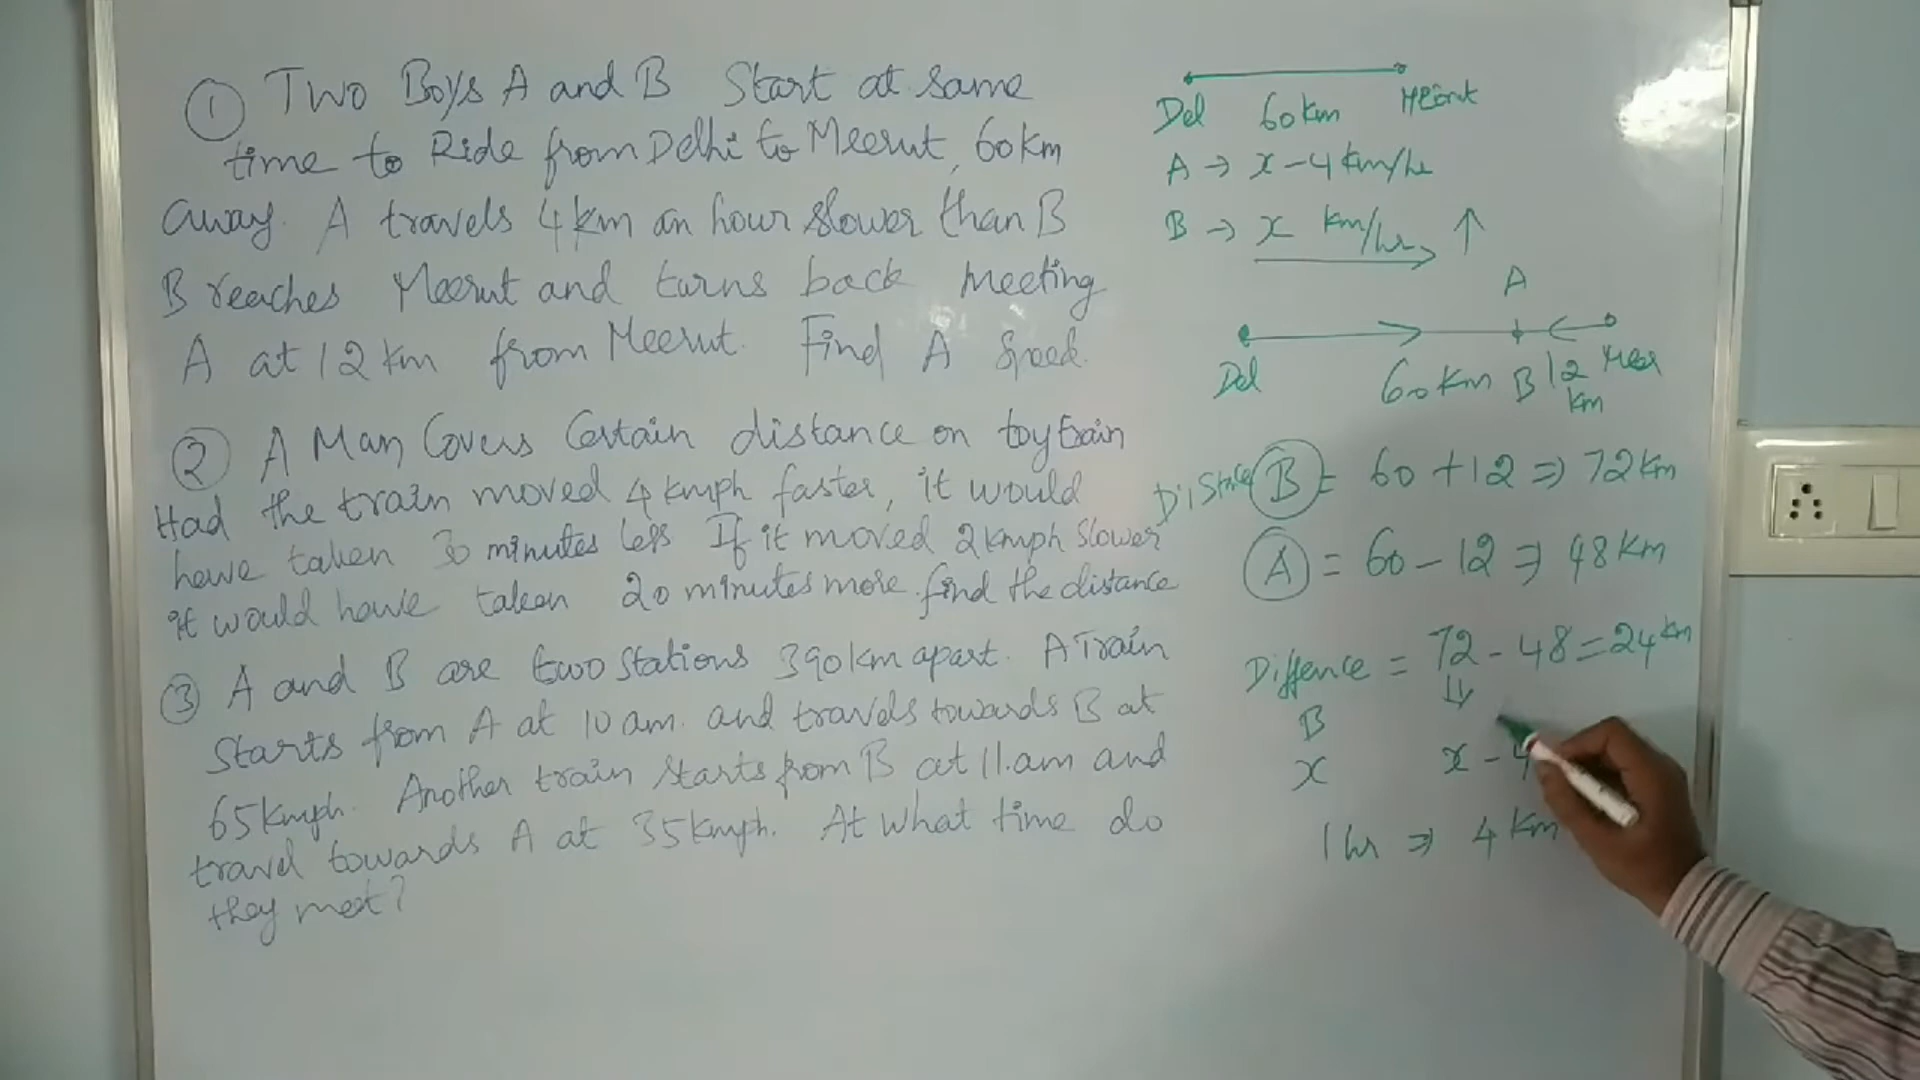 ① Two Boys A and B Start at same
time to Ride from Delhi to Meerut, 60km
away. A travels 4km an hour slower than B
B reaches Meerut and turns back meeting
A at 12 km from Meerut. Find A Speed.
② A Man Covers Certain distance on toytrain
Had the train moved 4 kmph faster, it would
have taken 30 minutes less If it moved 2kmph slower
it would have taken 20 minutes more. find the distance
③ A and B are two stations 390km apart. A Train
starts from A at 10 am. and travels towards B at
65kmph. Another train starts from B at 11.am and
travel towards A at 35kmph. At what time do
they meet?
Del 60km Meerut
A → x - 4 km/hr
B → x km/hr ↑
A
Del 60km B 12 km Meer
Distance B = 60 + 12 ⇒ 72km
A = 60 - 12 ⇒ 48 km
Diffence = 72 - 48 = 24 km
B
x x - 4
1 hr ⇒ 4 km